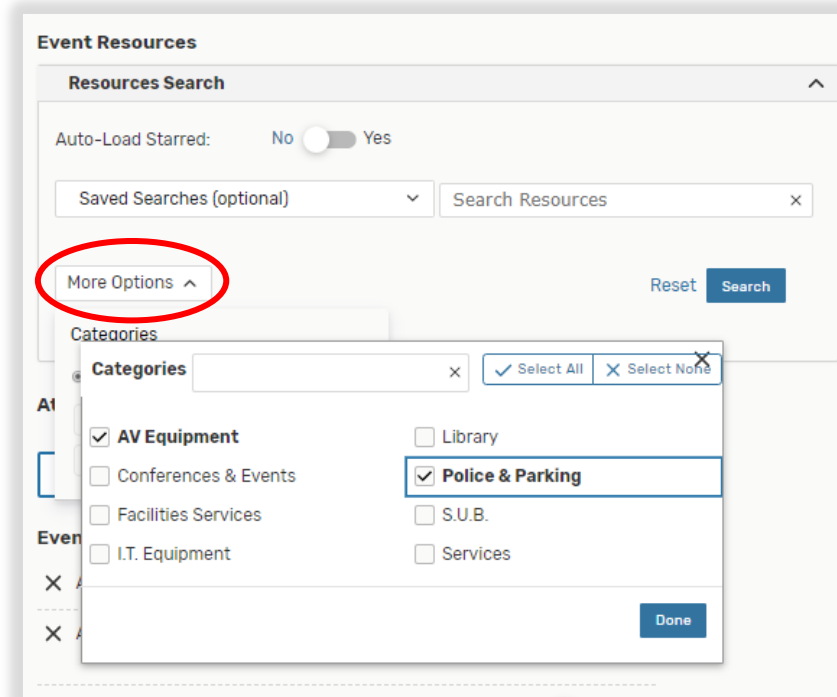 Event Resources
Resources Search
Auto-Load Starred: No Yes
Saved Searches (optional) Search Resources
More Options Reset Search
Categories
Categories Select All Select None
AV Equipment Library
Conferences & Events Police & Parking
Facilities Services S.U.B.
I.T. Equipment Services
Done